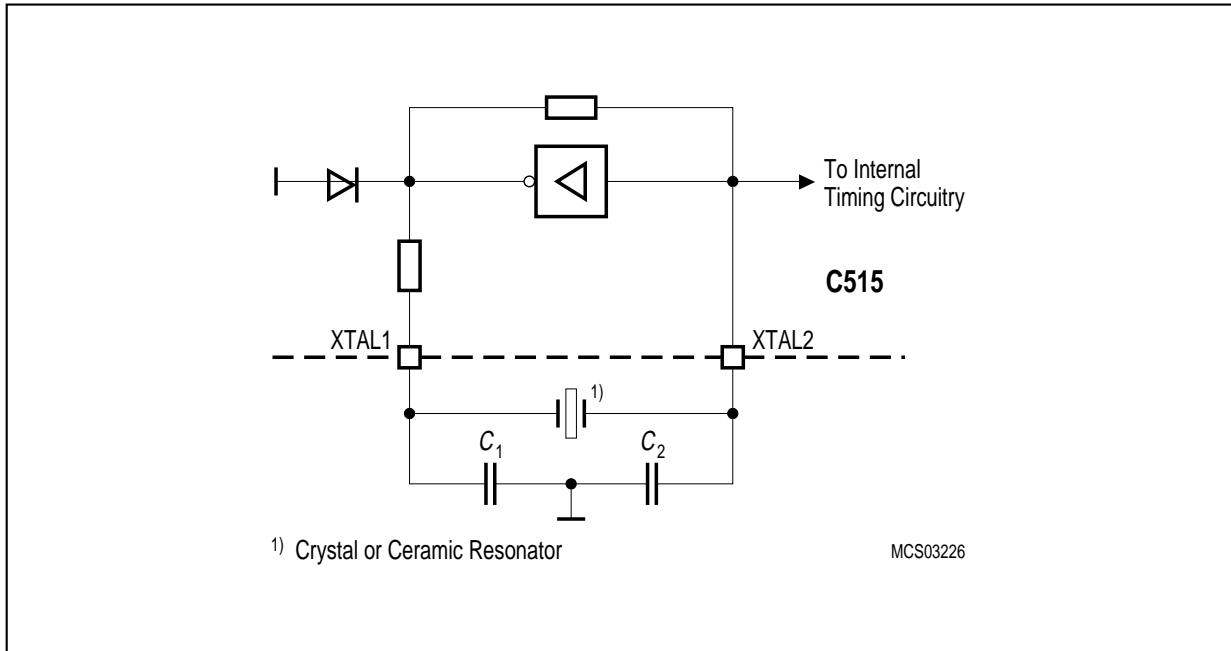 To Internal
Timing Circuitry
C515
XTAL1
XTAL2
1)
C1
C2
1) Crystal or Ceramic Resonator
MCS03226